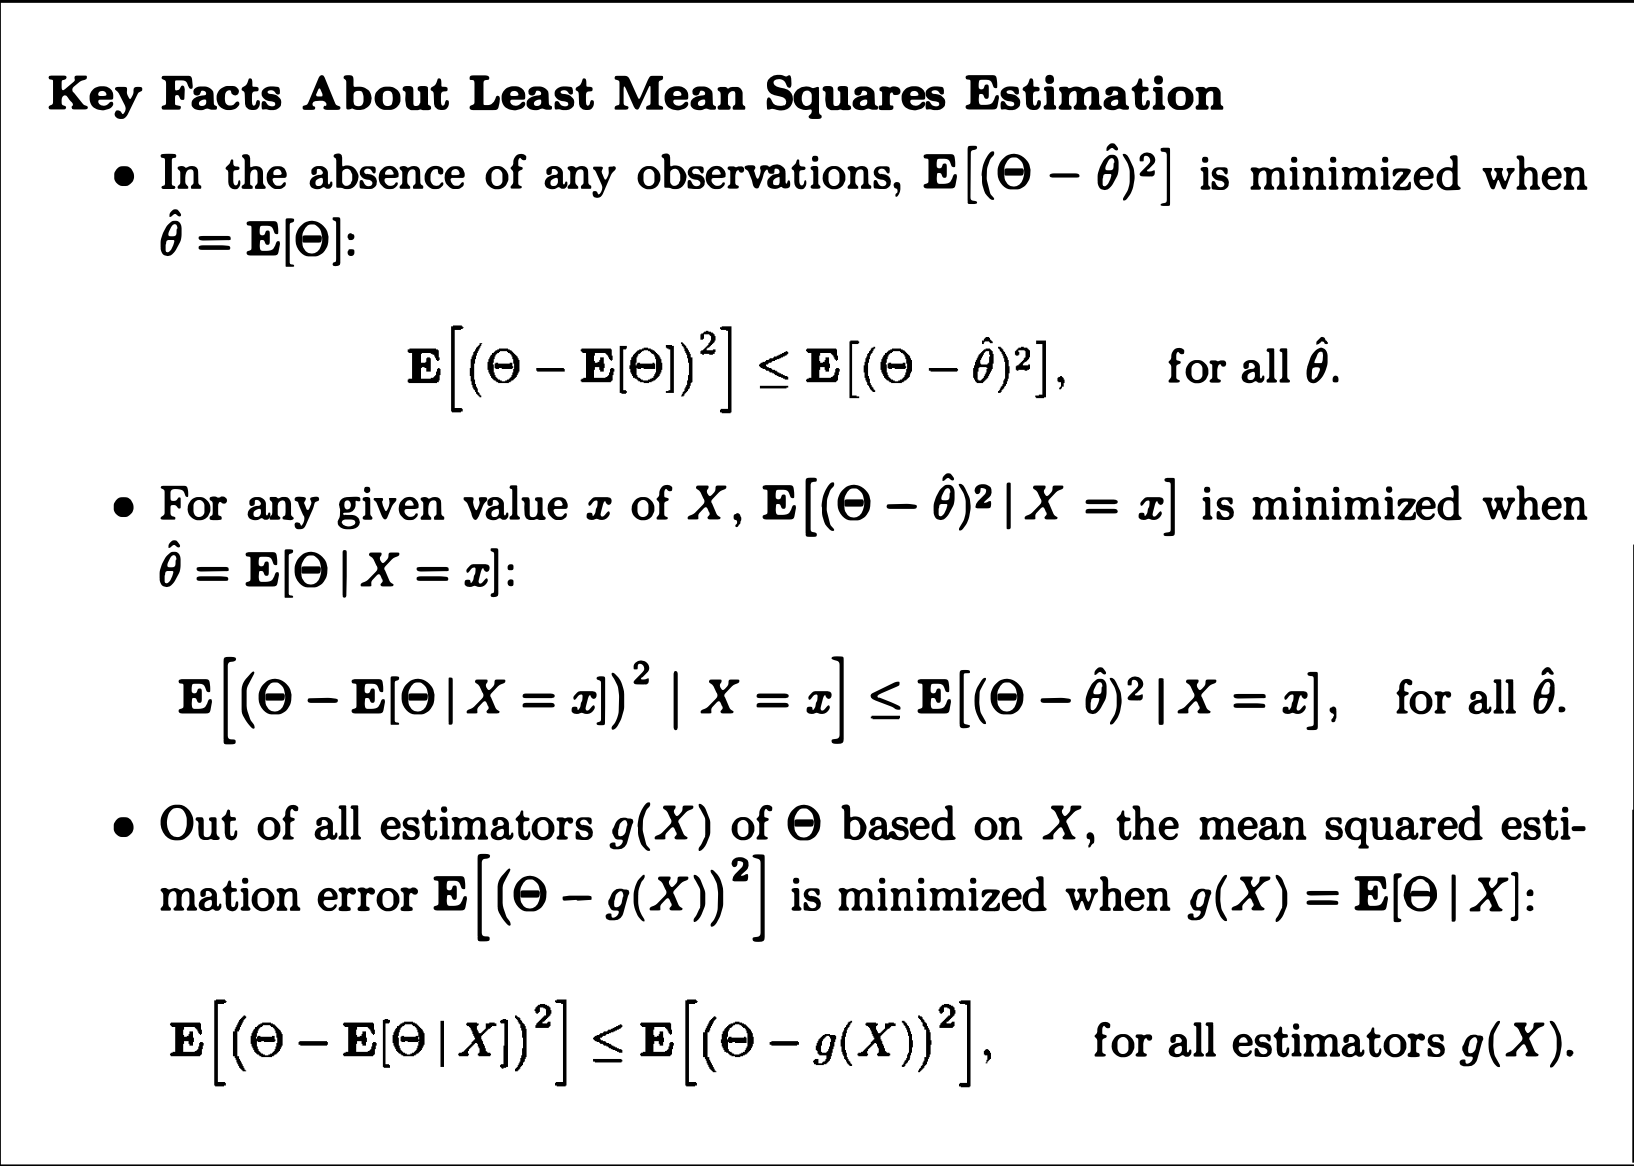 Key Facts About Least Mean Squares Estimation
• In the absence of any observations, E[(Θ − θ̂)²] is minimized when
θ̂ = E[Θ]:
E[(Θ − E[Θ])²] ≤ E[(Θ − θ̂)²], for all θ̂.
• For any given value x of X, E[(Θ − θ̂)² | X = x] is minimized when
θ̂ = E[Θ | X = x]:
E[(Θ − E[Θ | X = x])² | X = x] ≤ E[(Θ − θ̂)² | X = x], for all θ̂.
• Out of all estimators g(X) of Θ based on X, the mean squared esti-
mation error E[(Θ − g(X))²] is minimized when g(X) = E[Θ | X]:
E[(Θ − E[Θ | X])²] ≤ E[(Θ − g(X))²], for all estimators g(X).